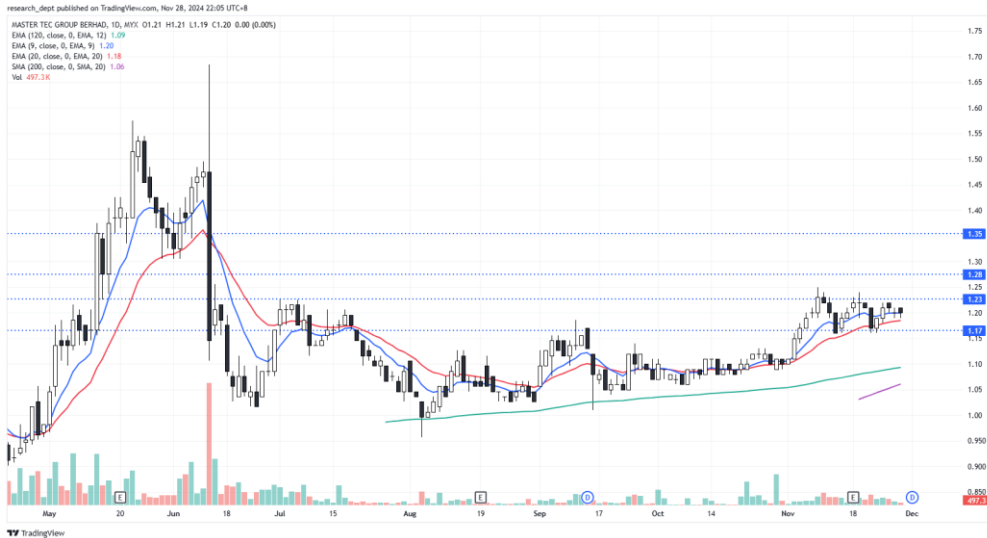 research_dept published on TradingView.com, Nov 28, 2024 22:05 UTC+8
MASTER TEC GROUP BERHAD, 1D, MYX O1.21 H1.21 L1.19 C1.20 0.00 (0.00%)
EMA (120, close, 0, EMA, 12) 1.09
EMA (9, close, 0, EMA, 9) 1.20
EMA (20, close, 0, EMA, 20) 1.18
SMA (200, close, 0, SMA, 20) 1.06
Vol 497.3K
1.75
1.70
1.65
1.60
1.55
1.50
1.45
1.40
1.35
1.28
1.25
1.23
1.20
1.17
1.15
1.10
1.05
1.00
0.950
0.900
0.850
497.3
E E D E D
May 20 Jun 18 Jul 15 Aug 19 Sep 17 Oct 14 Nov 18 Dec
TradingView